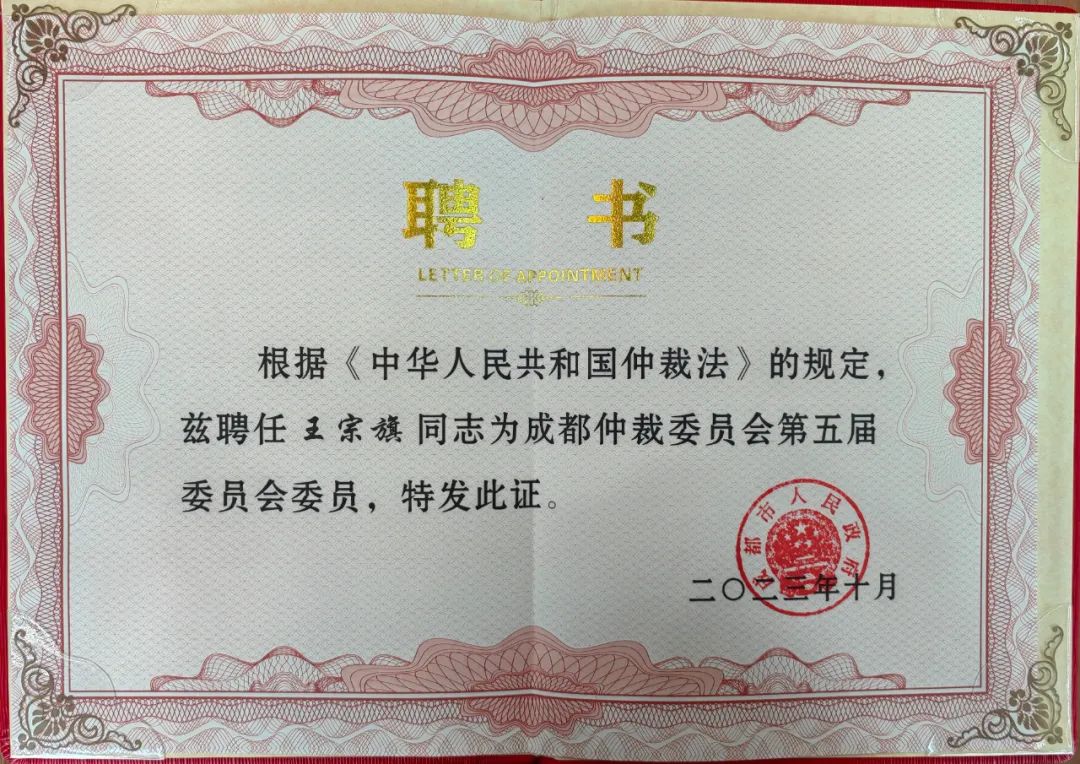 聘 书
LETTER OF APPOINTMENT
根据《中华人民共和国仲裁法》的规定，
兹聘任 王宗旗 同志为成都仲裁委员会第五届
委员会委员，特发此证。
成都市人民政府
二〇二三年十月